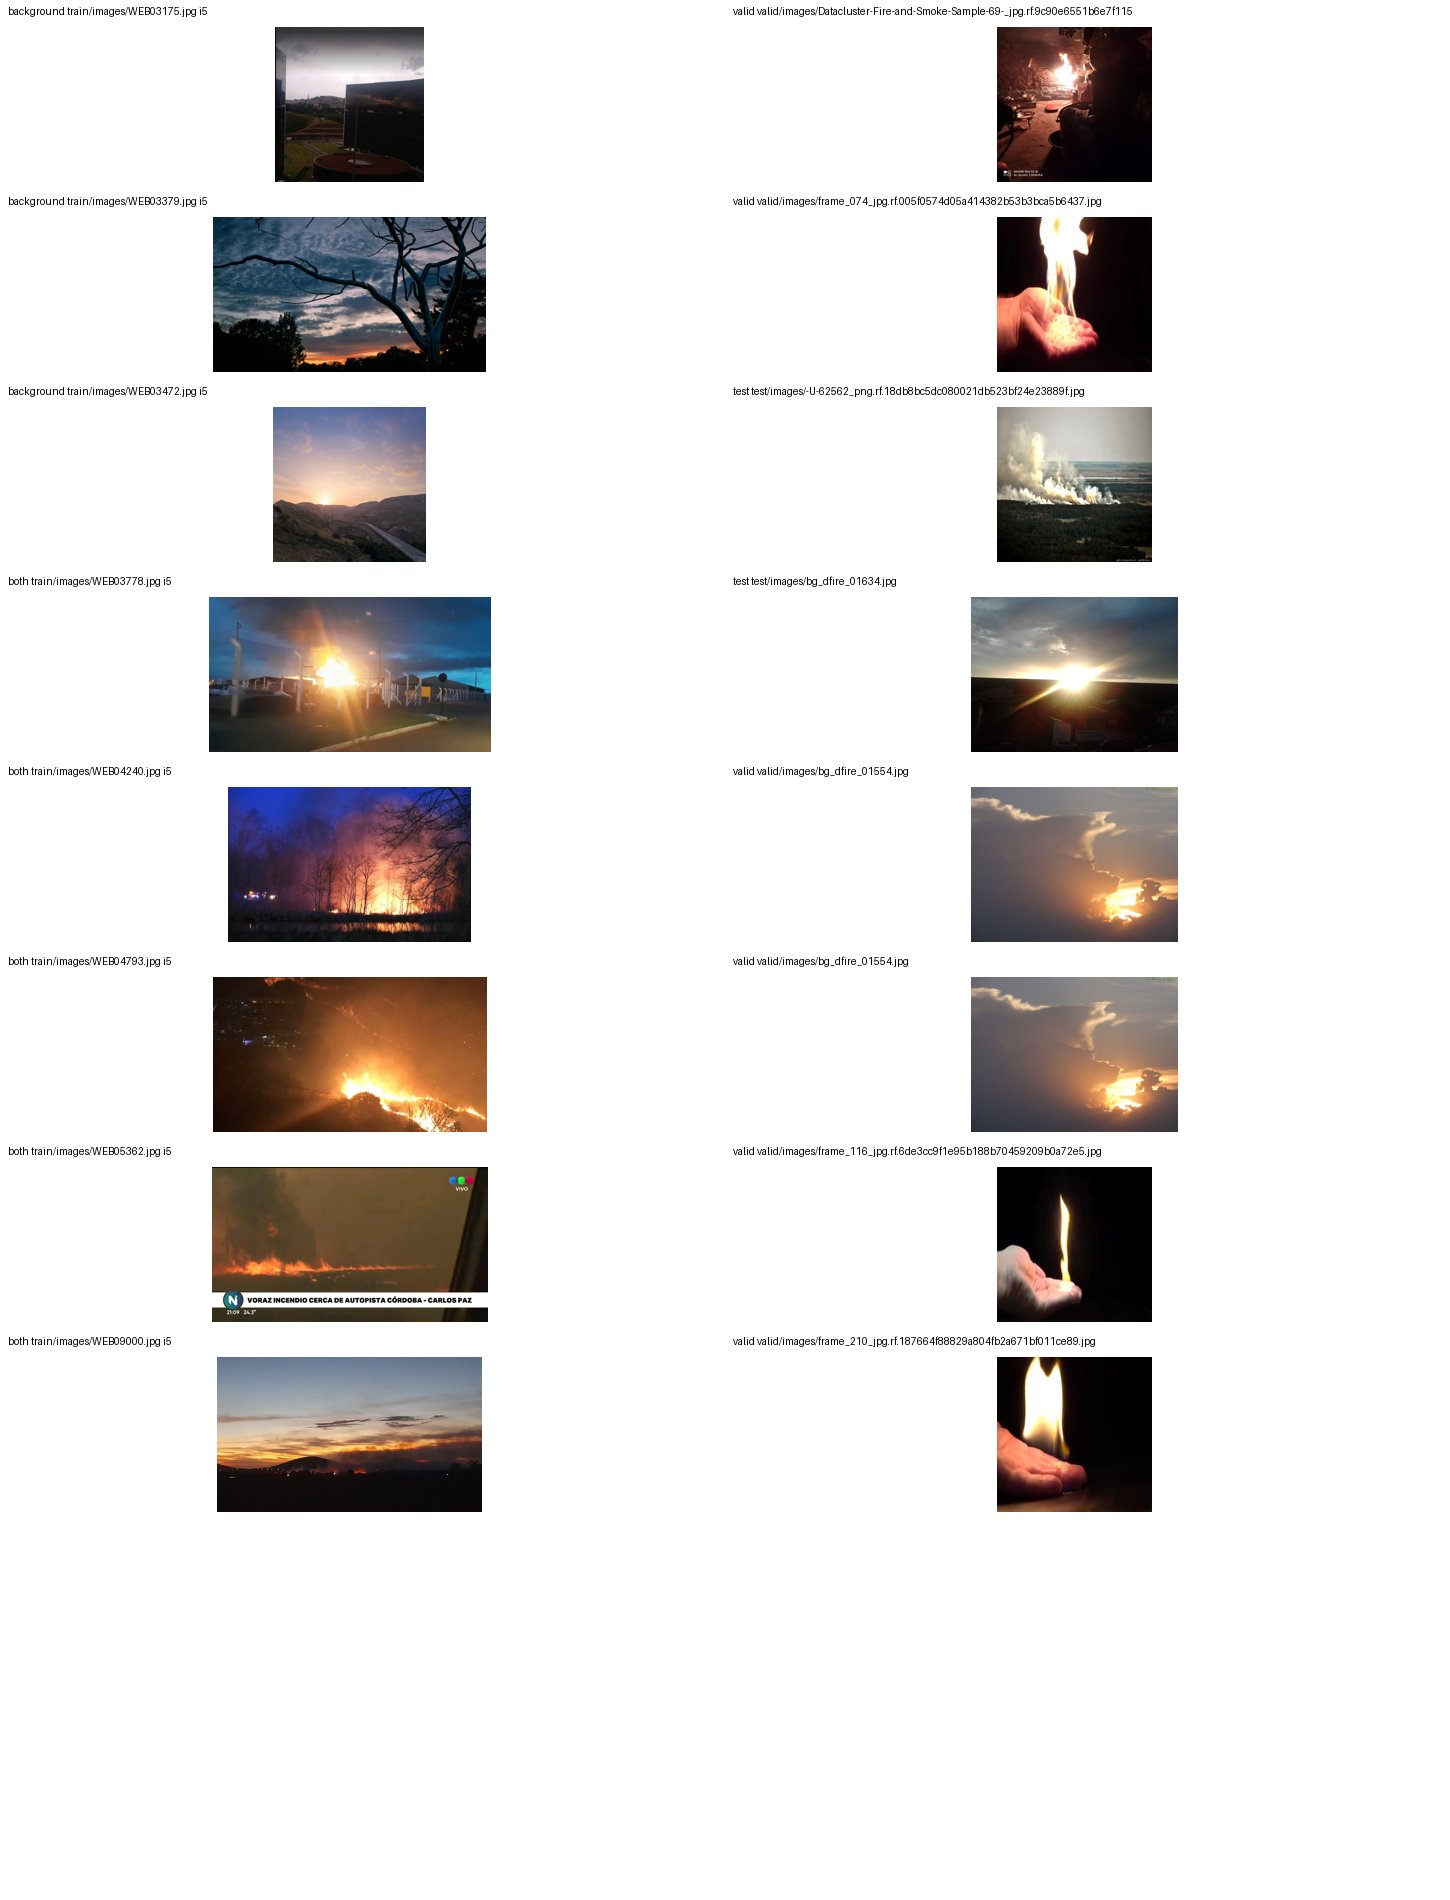 background train/images/WEB03175.jpg i5
valid valid/images/Datacluster-Fire-and-Smoke-Sample-69-_jpg.rf.9c90e6551b6e7f115
background train/images/WEB03379.jpg i5
valid valid/images/frame_074_jpg.rf.005f0574d05a414382b53b3bca5b6437.jpg
background train/images/WEB03472.jpg i5
test test/images/-U-62562_png.rf.18db8bc5dc080021db523bf24e23889f.jpg
both train/images/WEB03778.jpg i5
test test/images/bg_dfire_01634.jpg
both train/images/WEB04240.jpg i5
valid valid/images/bg_dfire_01554.jpg
both train/images/WEB04793.jpg i5
valid valid/images/bg_dfire_01554.jpg
both train/images/WEB05362.jpg i5
valid valid/images/frame_116_jpg.rf.6de3cc9f1e95b188b70459209b0a72e5.jpg
VIVO
N
VORAZ INCENDIO CERCA DE AUTOPISTA CÓRDOBA - CARLOS PAZ
21:09 24.3°
both train/images/WEB09000.jpg i5
valid valid/images/frame_210_jpg.rf.187664f88829a804fb2a671bf011ce89.jpg